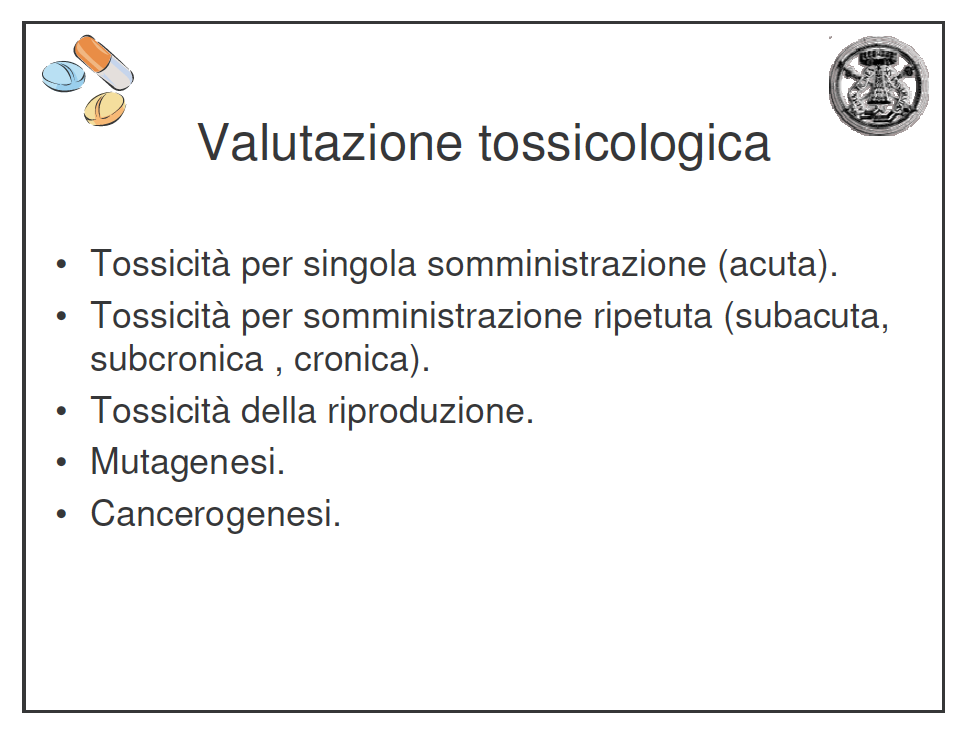 Valutazione tossicologica
• Tossicità per singola somministrazione (acuta).
• Tossicità per somministrazione ripetuta (subacuta,
subcronica , cronica).
• Tossicità della riproduzione.
• Mutagenesi.
• Cancerogenesi.